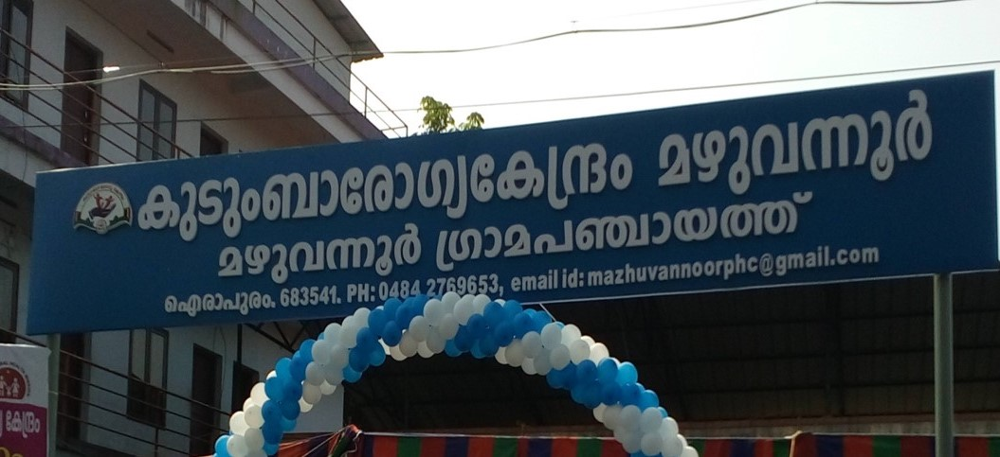 കുടുംബാരോഗ്യകേന്ദ്രം മഴുവന്നൂർ
മഴുവന്നൂർ ഗ്രാമപഞ്ചായത്ത്
ഐരാപുരം. 683541. PH: 0484 2769653, email id: mazhuvannoorphc@gmail.com
കേന്ദ്രം